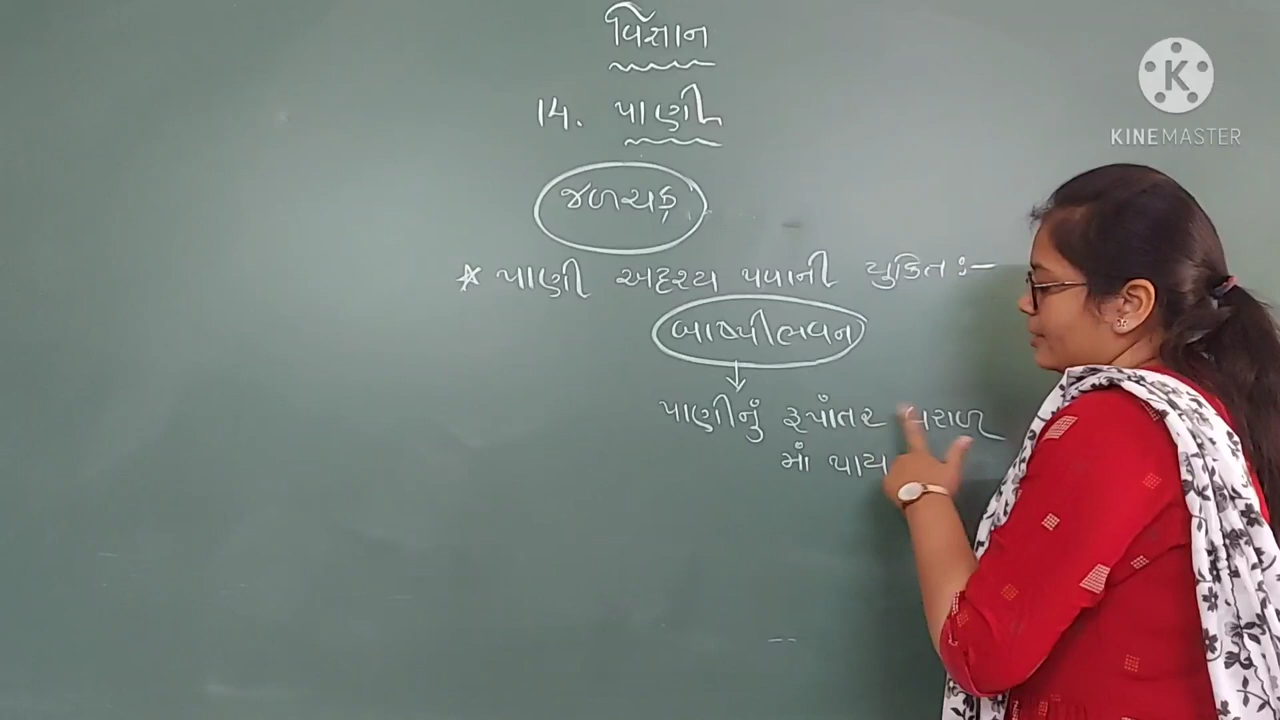 વિજ્ઞાન
14. પાણી
જળચક્ર
* પાણી અદૃશ્ય થવાની યુક્તિ :-
બાષ્પીભવન
↓
પાણીનું રૂપાંતર વરાળ
માં થાય
K
KINEMASTER